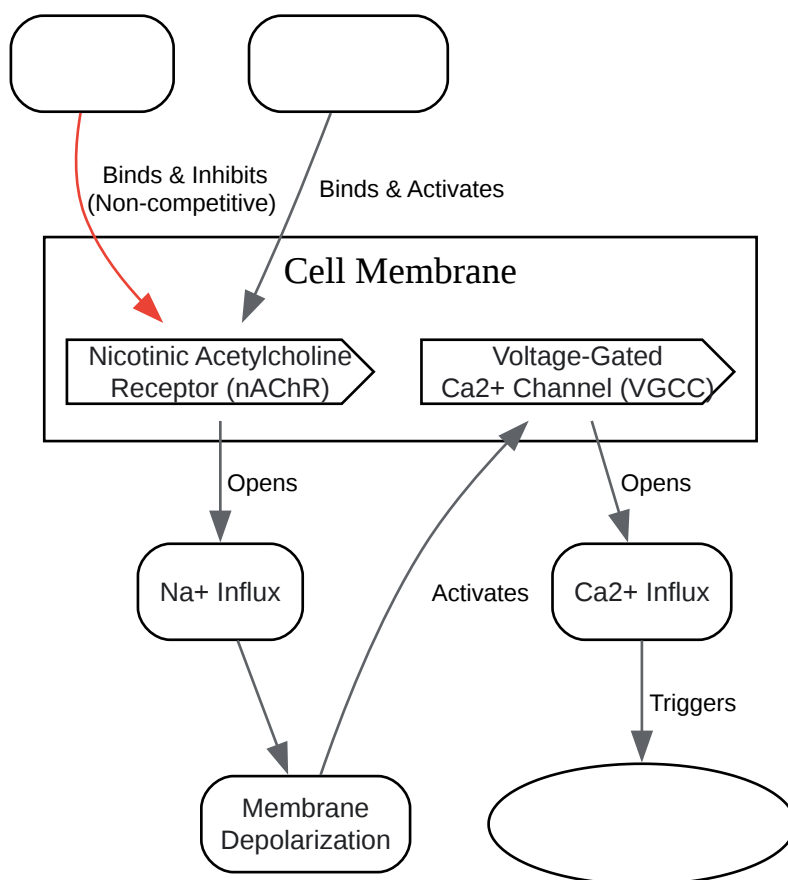 Binds & Inhibits
(Non-competitive)
Binds & Activates
Cell Membrane
Nicotinic Acetylcholine
Receptor (nAChR)
Voltage-Gated
Ca2+ Channel (VGCC)
Opens
Opens
Na+ Influx
Activates
Ca2+ Influx
Triggers
Membrane
Depolarization